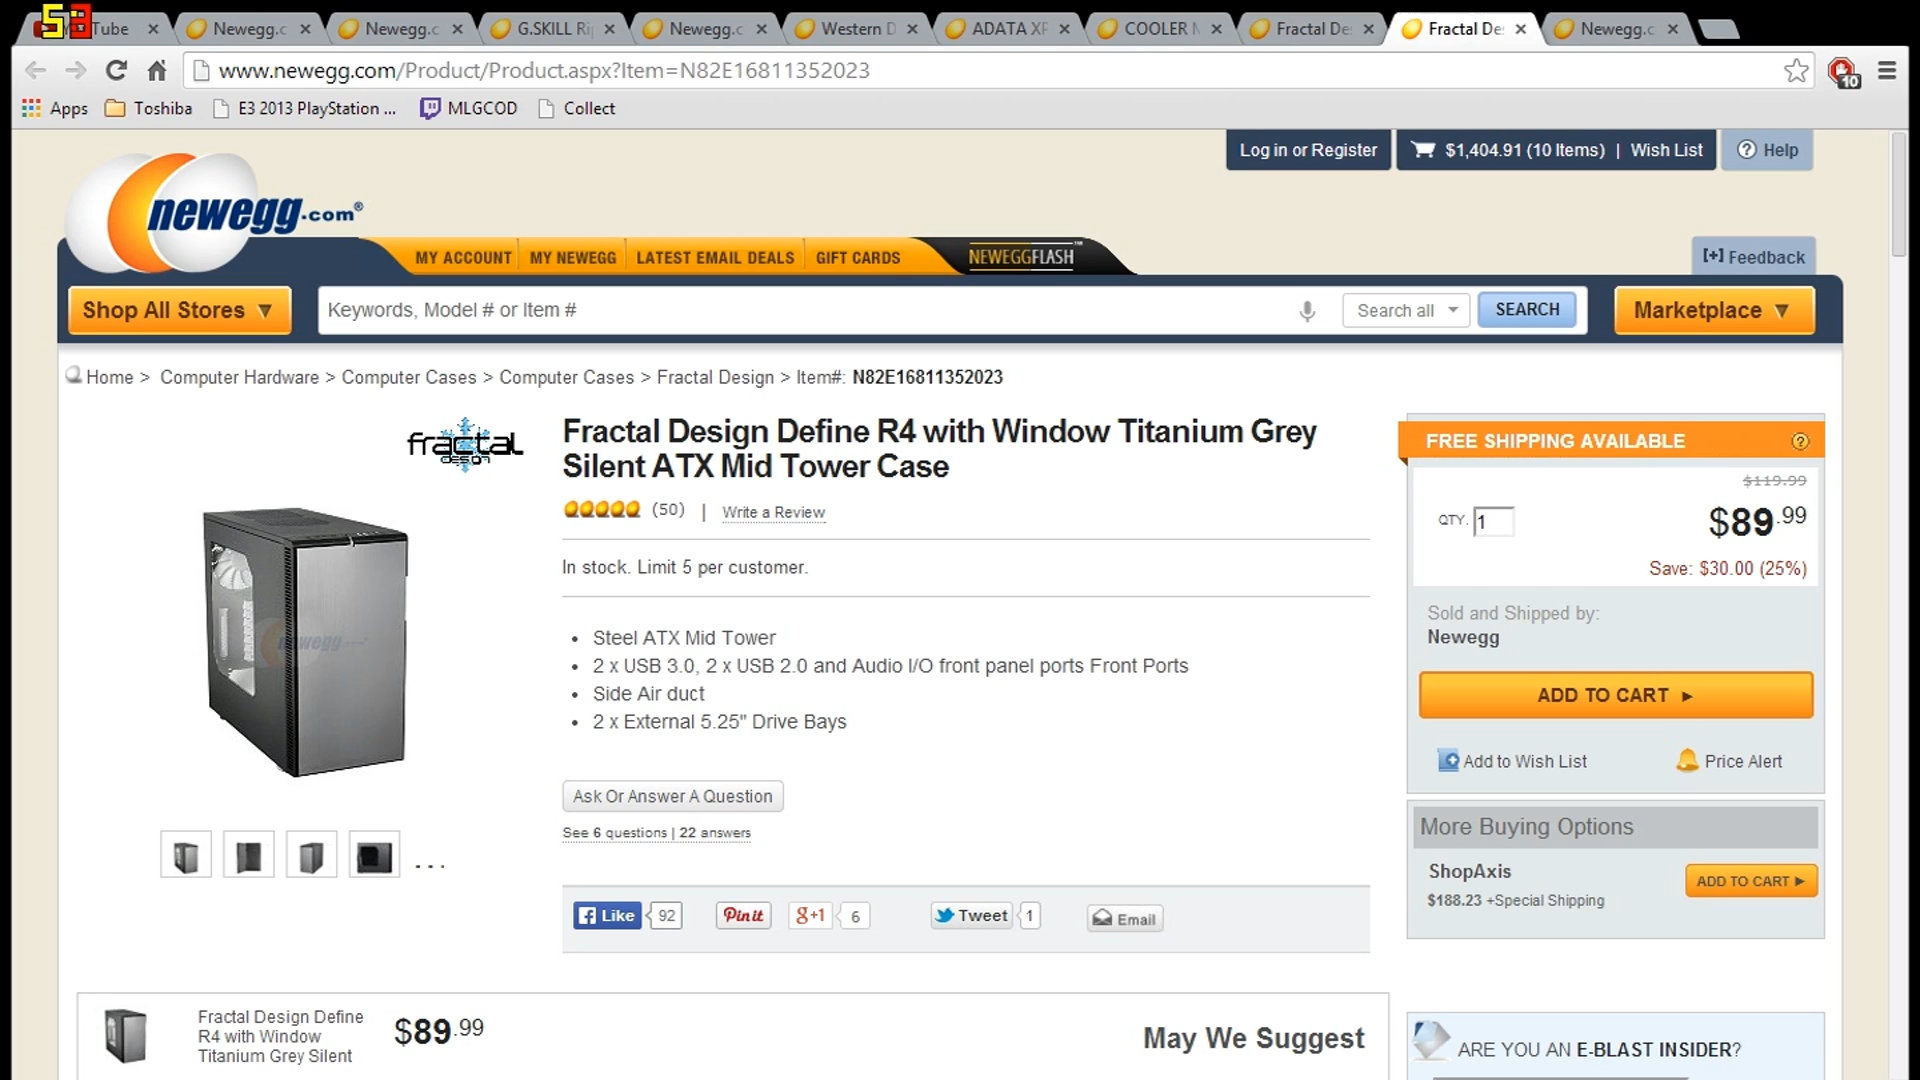 53
Tube
Newegg.c
Newegg.c
G.SKILL Rip
Newegg.c
Western D
ADATA XP
COOLER M
Fractal De
Fractal De
Newegg.c
www.newegg.com/Product/Product.aspx?Item=N82E16811352023
10
Apps
Toshiba
E3 2013 PlayStation ...
MLGCOD
Collect
Log in or Register
$1,404.91 (10 Items) | Wish List
? Help
newegg.com®
MY ACCOUNT
MY NEWEGG
LATEST EMAIL DEALS
GIFT CARDS
NEWEGGFLASH™
[+] Feedback
Shop All Stores ▼
Keywords, Model # or Item #
Search all
SEARCH
Marketplace ▼
Home > Computer Hardware > Computer Cases > Computer Cases > Fractal Design > Item#: N82E16811352023
fractal
design
Fractal Design Define R4 with Window Titanium Grey
Silent ATX Mid Tower Case
(50) | Write a Review
In stock. Limit 5 per customer.
• Steel ATX Mid Tower
• 2 x USB 3.0, 2 x USB 2.0 and Audio I/O front panel ports Front Ports
• Side Air duct
• 2 x External 5.25" Drive Bays
newegg
Ask Or Answer A Question
See 6 questions | 22 answers
. . .
Like 92
Pin it
g+1 6
Tweet 1
Email
FREE SHIPPING AVAILABLE ?
$119.99
QTY. 1
$89.99
Save: $30.00 (25%)
Sold and Shipped by:
Newegg
ADD TO CART ►
Add to Wish List
Price Alert
More Buying Options
ShopAxis
$188.23 +Special Shipping
ADD TO CART ►
Fractal Design Define
R4 with Window
Titanium Grey Silent
$89.99
May We Suggest
ARE YOU AN E-BLAST INSIDER?